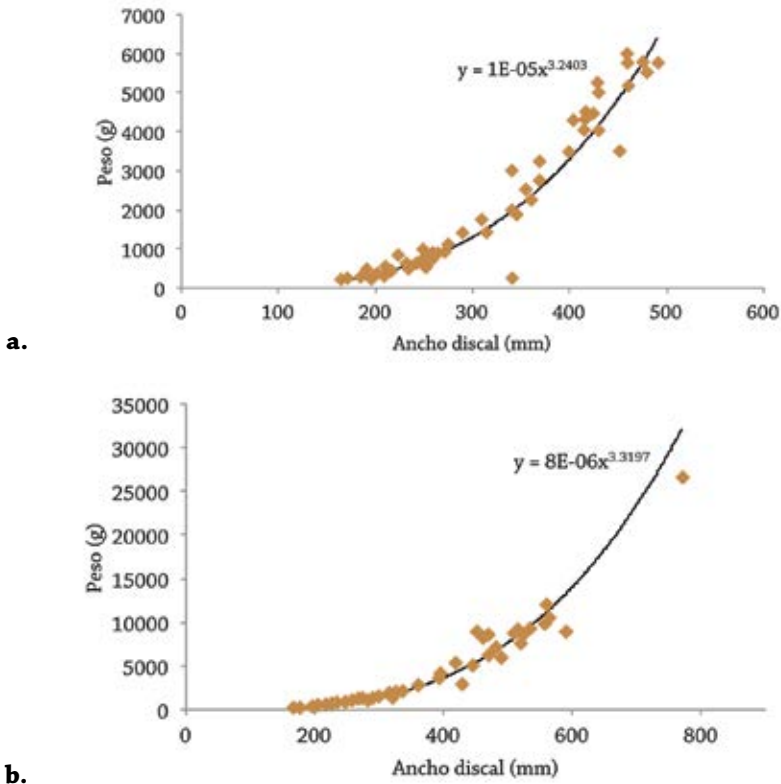 7000
6000
5000
4000
3000
2000
1000
0
Peso (g)
y = 1E-05x^3.2403
0 100 200 300 400 500 600
Ancho discal (mm)
a.
35000
30000
25000
20000
15000
10000
5000
0
Peso (g)
y = 8E-06x^3.3197
0 200 400 600 800
Ancho discal (mm)
b.